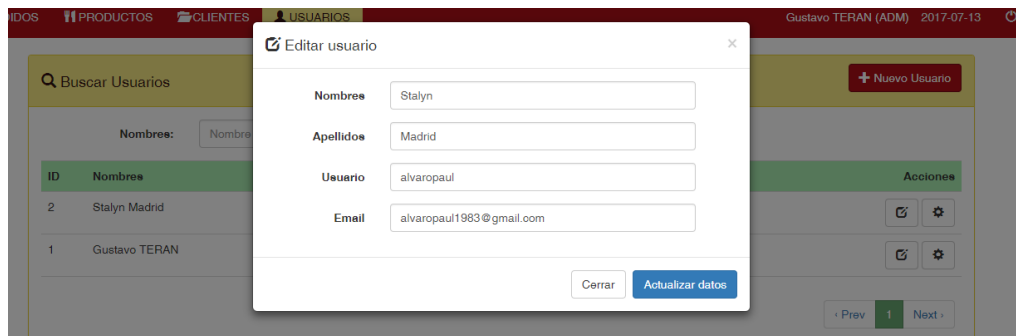 IDOS PRODUCTOS CLIENTES USUARIOS Gustavo TERAN (ADM) 2017-07-13
Editar usuario ×
Buscar Usuarios Nuevo Usuario
Nombres Stalyn
Nombres: Nombre
Apellidos Madrid
ID Nombres Acciones
Usuario alvaropaul
2 Stalyn Madrid
Email alvaropaul1983@gmail.com
1 Gustavo TERAN
Cerrar Actualizar datos
‹ Prev 1 Next ›